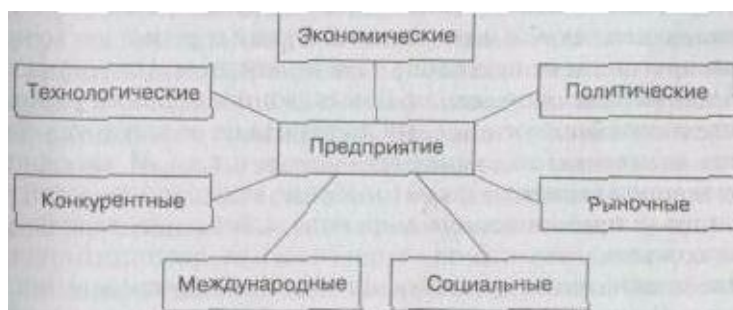 Экономические
Технологические
Политические
Предприятие
Конкурентные
Рыночные
Международные
Социальные